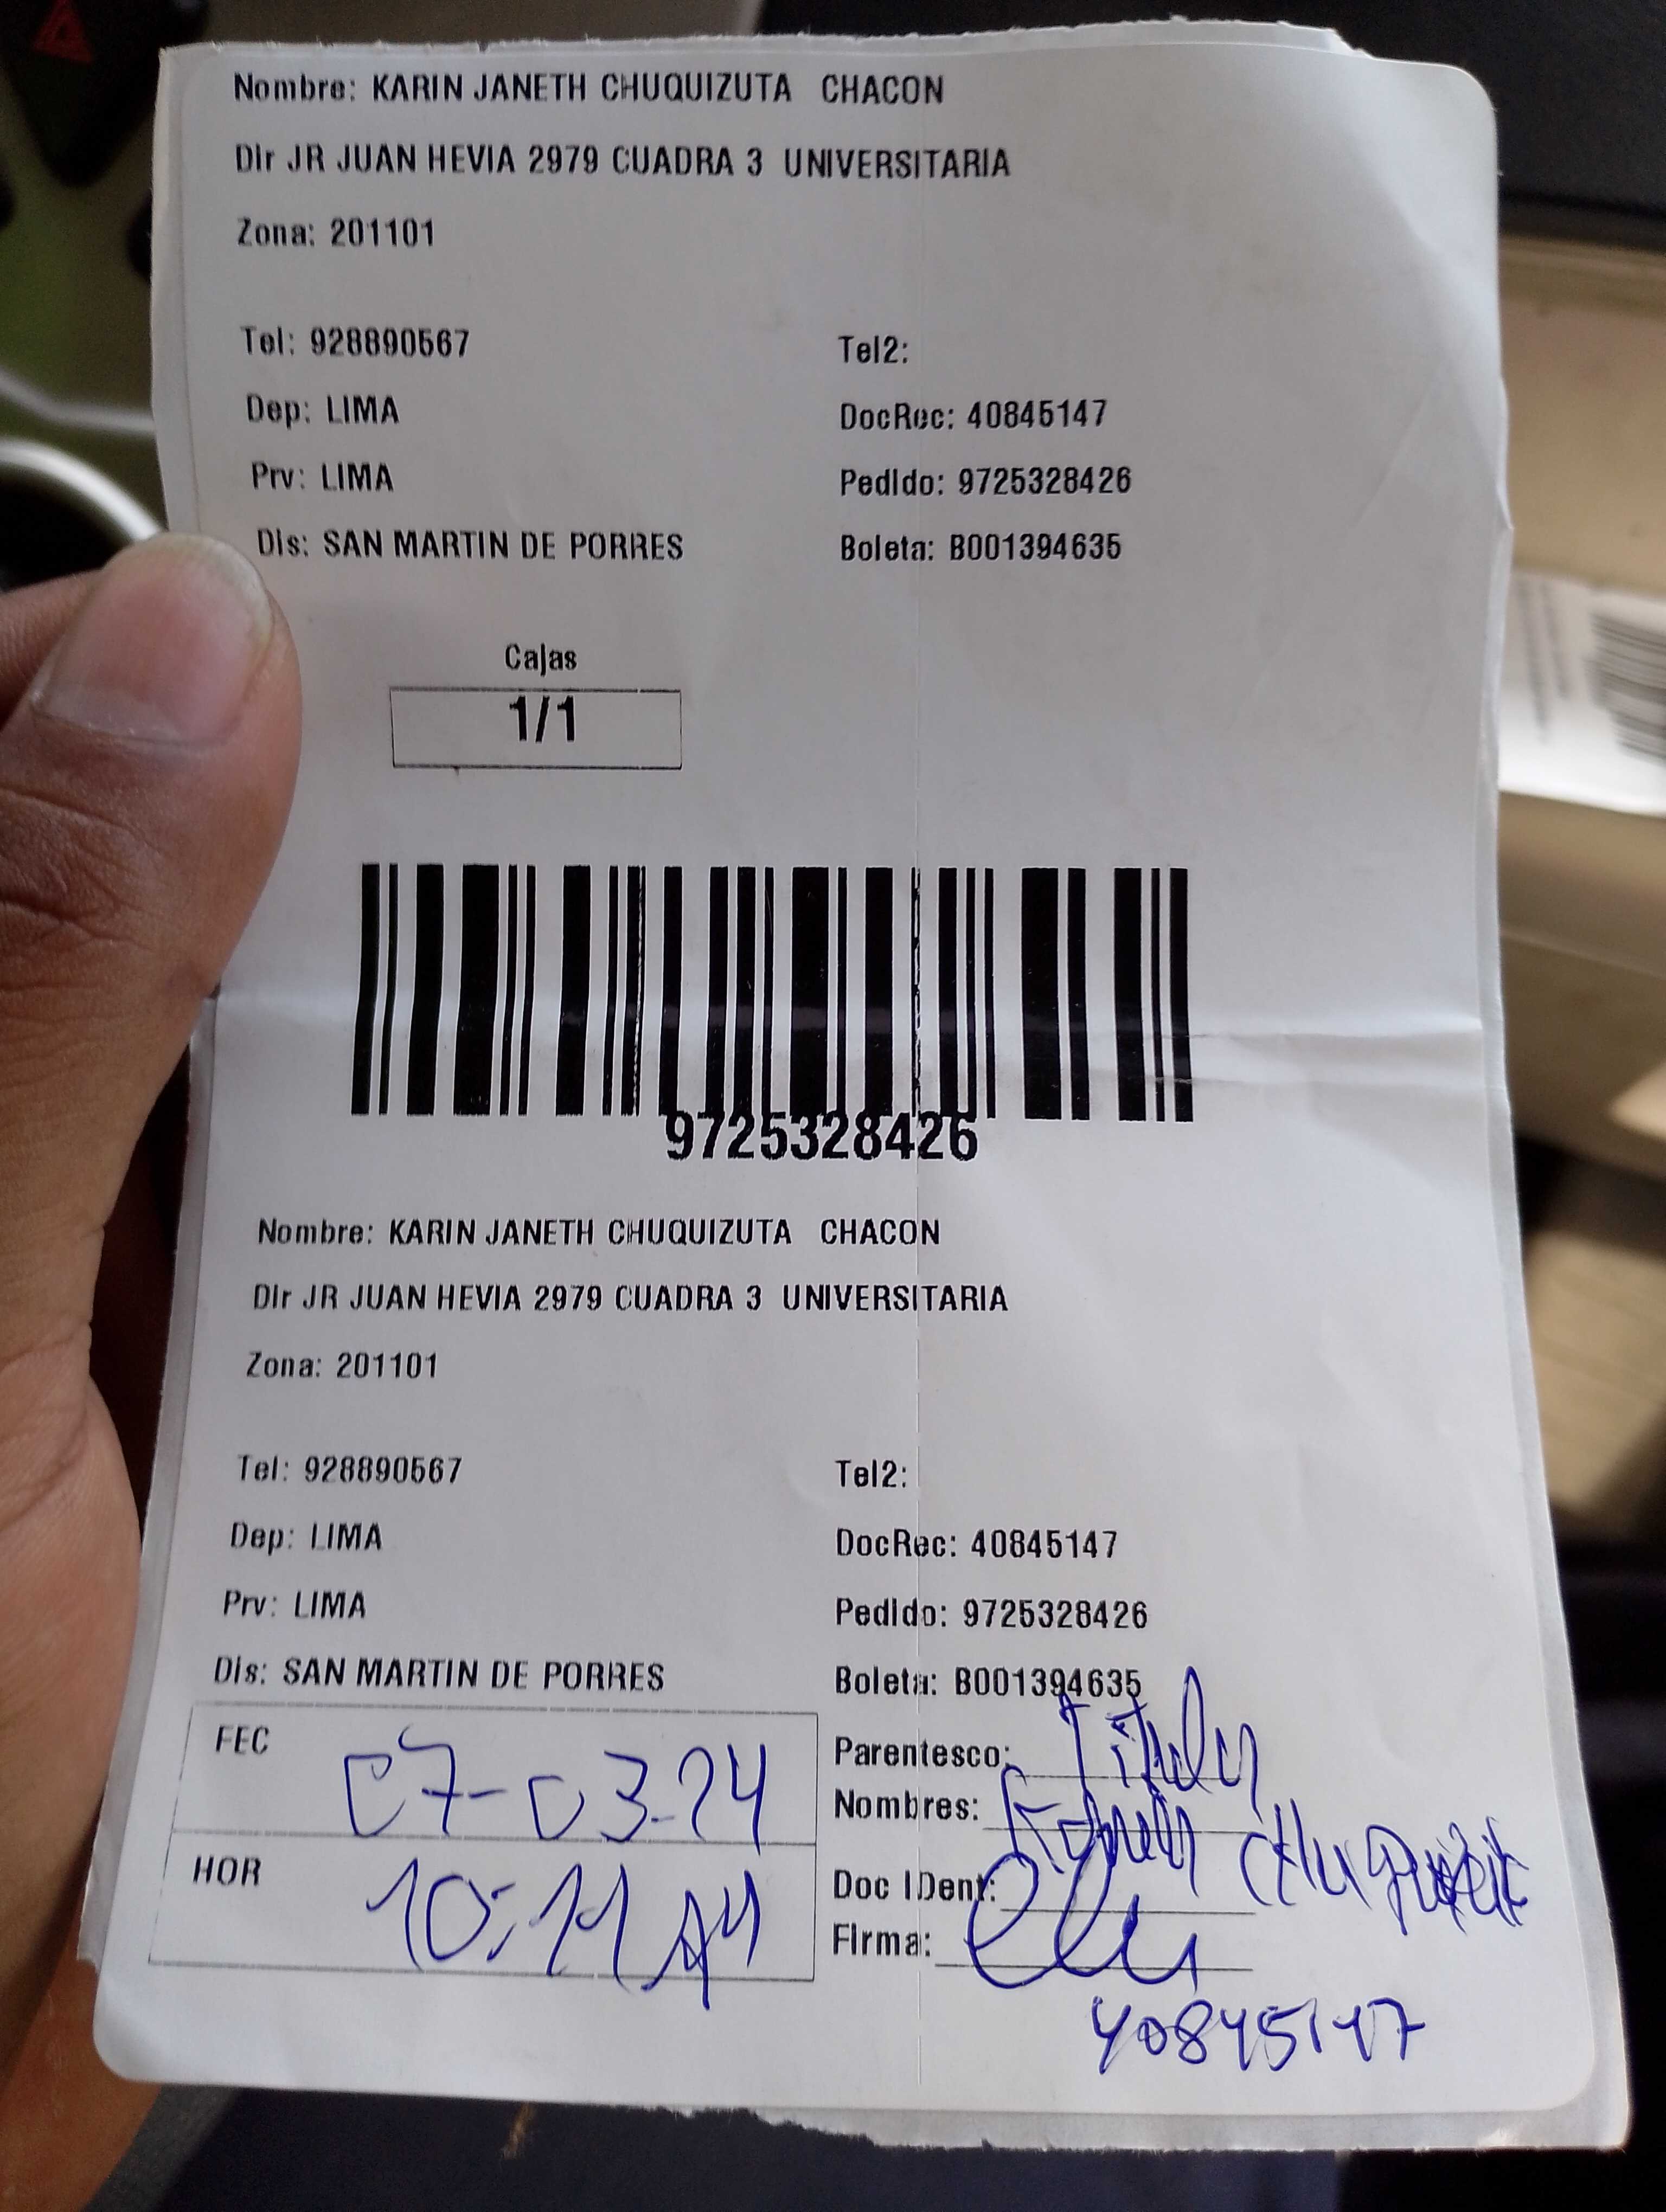 Nombre: KARIN JANETH CHUQUIZUTA CHACON
Dir JR JUAN HEVIA 2979 CUADRA 3 UNIVERSITARIA
Zona: 201101
Tel: 928890567 Tel2:
Dep: LIMA DocRec: 40845147
Prv: LIMA Pedido: 9725328426
Dis: SAN MARTIN DE PORRES Boleta: B001394635
Cajas
1/1
9725328426
Nombre: KARIN JANETH CHUQUIZUTA CHACON
Dir JR JUAN HEVIA 2979 CUADRA 3 UNIVERSITARIA
Zona: 201101
Tel: 928890567 Tel2:
Dep: LIMA DocRec: 40845147
Prv: LIMA Pedido: 9725328426
Dis: SAN MARTIN DE PORRES Boleta: B001394635
FEC 07-03-24 Parentesco:
Nombres:
HOR 10:11 AM Doc IDent:
Firma:
40845147